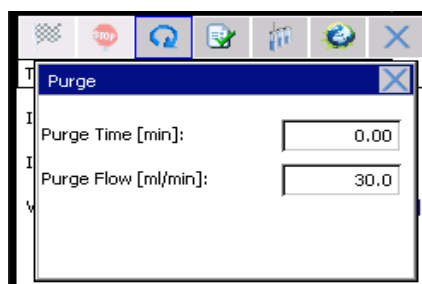 STOP
T
Purge
I
Purge Time [min]: 0.00
I
Purge Flow [ml/min]: 30.0